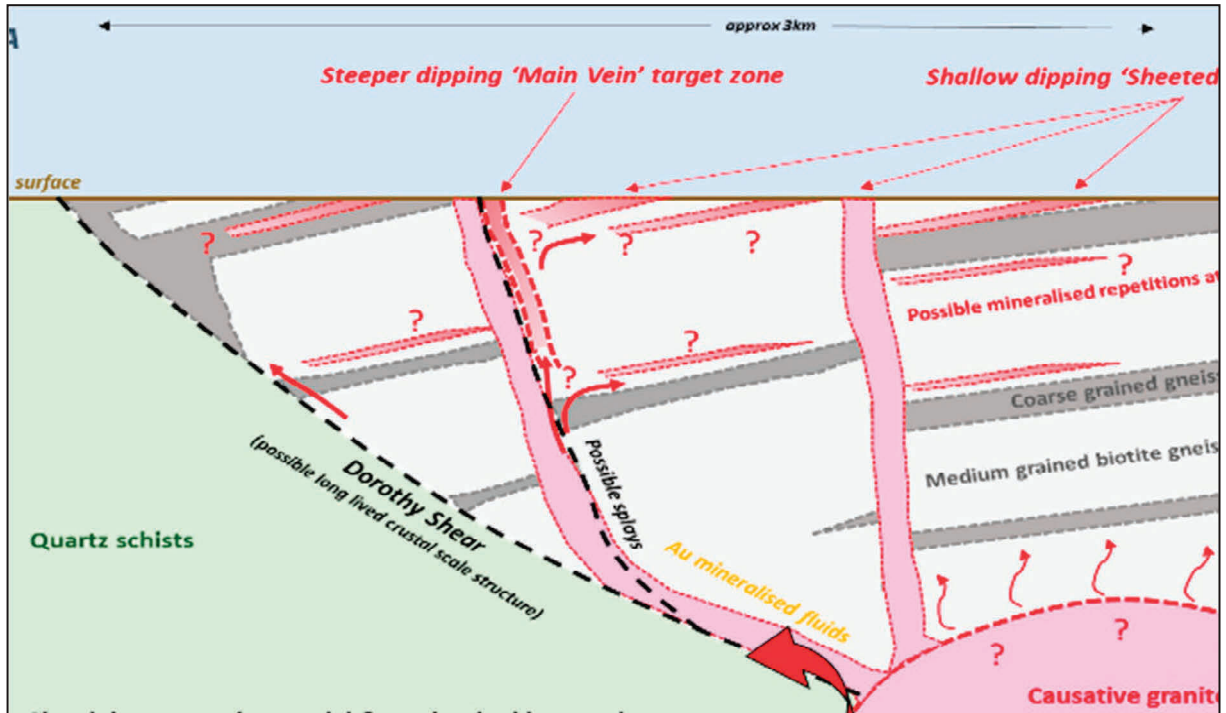 A
approx 3km
Steeper dipping 'Main Vein' target zone
Shallow dipping 'Sheeted
surface
?
?
?
?
?
Possible mineralised repetitions at
?
?
?
Coarse grained gneiss
Dorothy Shear
(possible long lived crustal scale structure)
Possible splays
Medium grained biotite gneis
Quartz schists
Au mineralised fluids
?
?
Causative granite